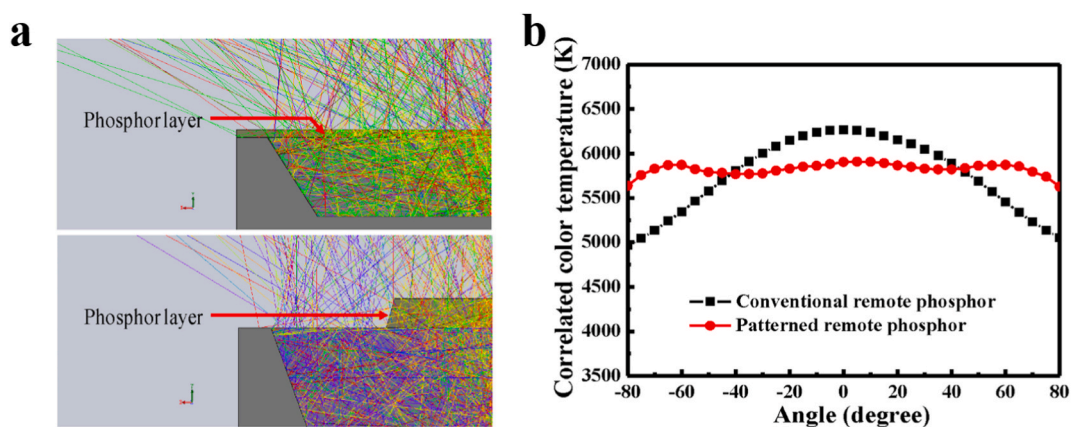 a
Phosphor layer
Phosphor layer
b
Correlated color temperature (K)
7000
6500
6000
5500
5000
4500
4000
3500
Conventional remote phosphor
Patterned remote phosphor
-80 -60 -40 -20 0 20 40 60 80
Angle (degree)